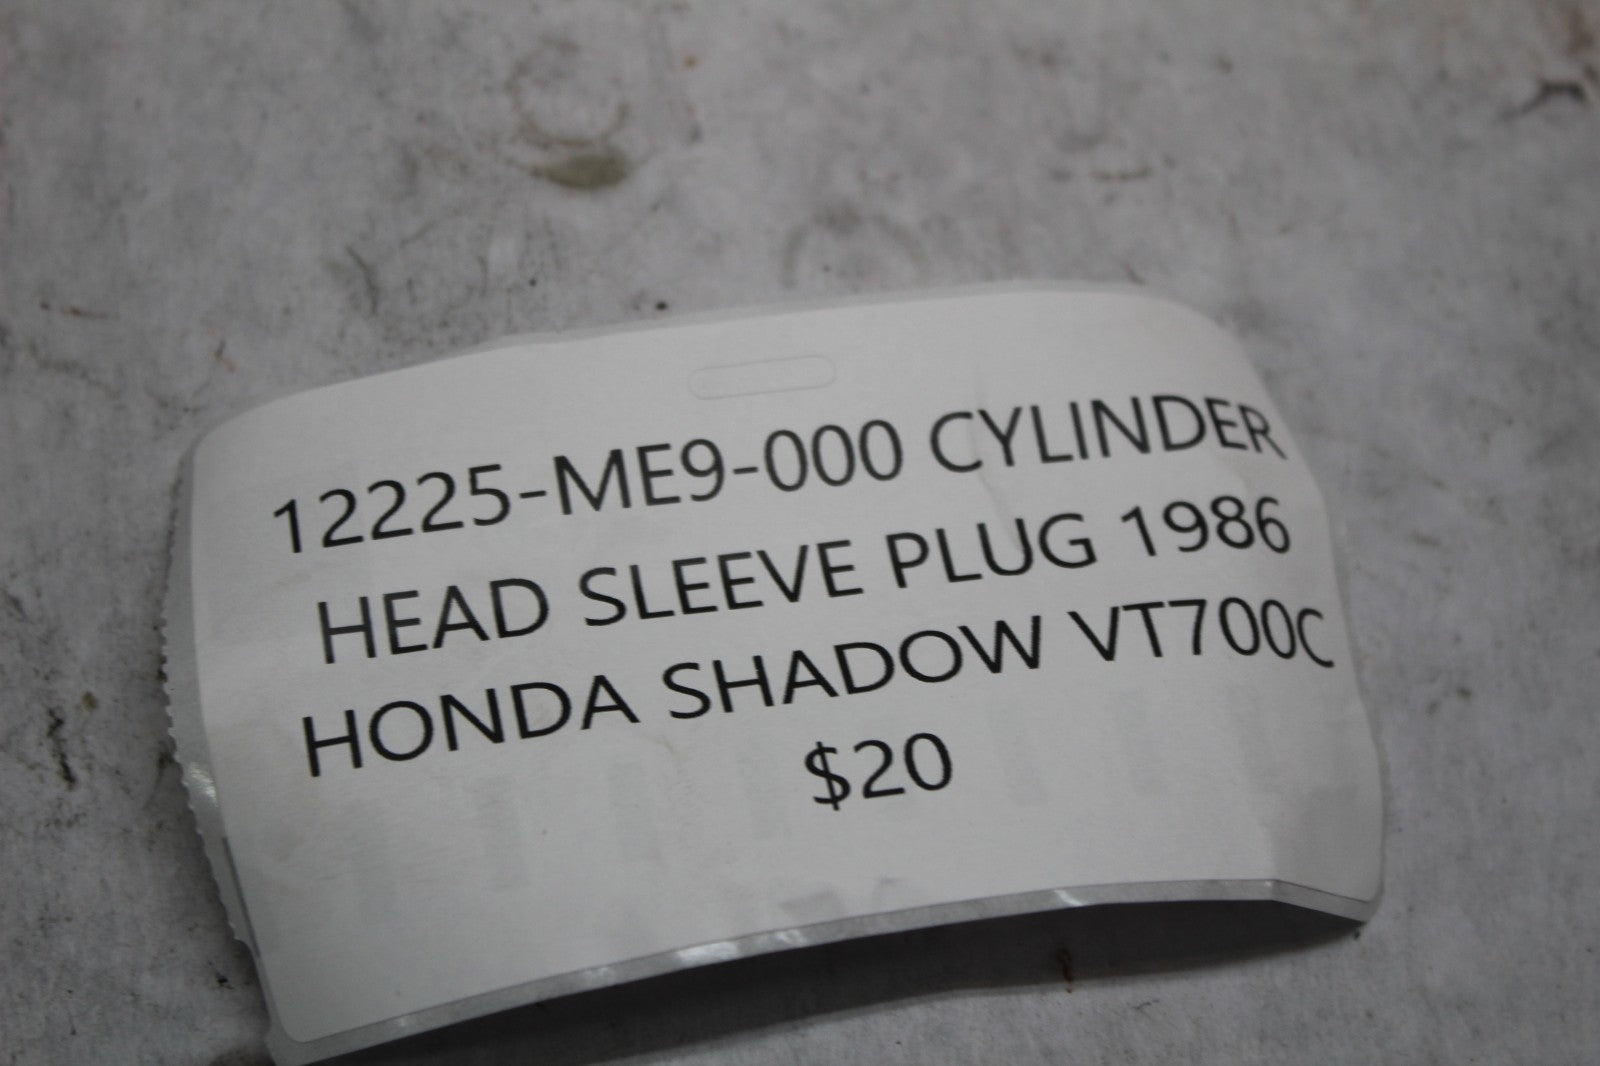 12225-ME9-000 CYLINDER
HEAD SLEEVE PLUG 1986
HONDA SHADOW VT700C
$20